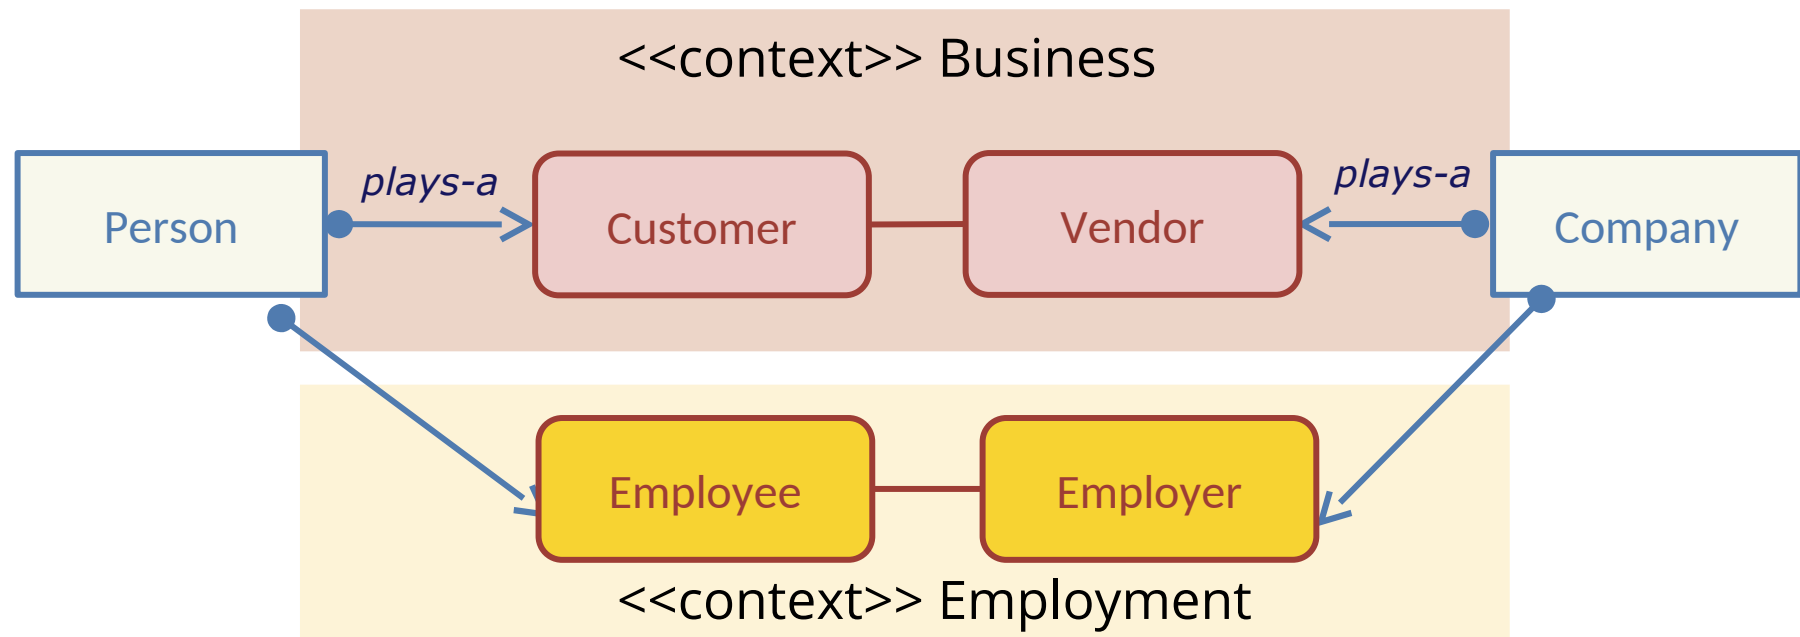 <<context>> Business
plays-a
plays-a
Person
Customer
Vendor
Company
Employee
Employer
<<context>> Employment